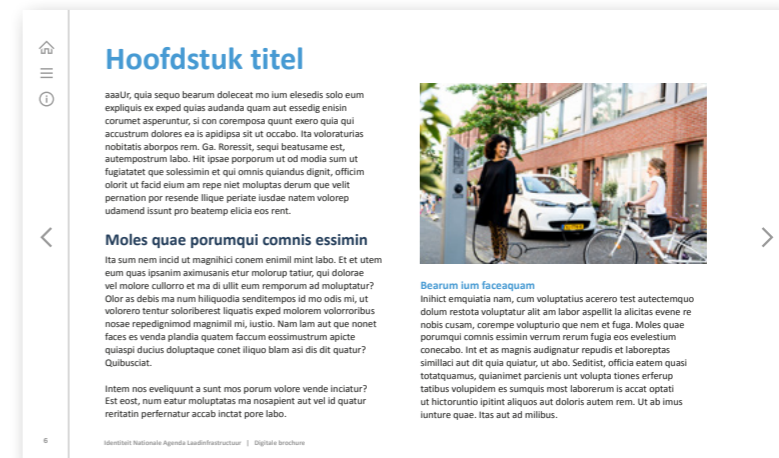 Hoofdstuk titel
aaaUr, quia sequo bearum doleceat mo ium elesedis solo eum
expliquis ex exped quias audanda quam aut essedig enisin
corumet asperuntur, si con coremposa quunt exero quia qui
accustrum dolores ea is apidipsa sit ut occabo. Ita voloraturias
nobitatis aborpos rem. Ga. Roressit, sequi beatusame est,
autempostrum labo. Hit ipsae porporum ut od modia sum ut
fugiatatet que solessimin et qui omnis quiandus dignit, officim
olorit ut facid eium am repe niet moluptas derum que velit
pernation por resende llique periate iusdae natem volorep
udamend issunt pro beatemp elicia eos rent.
Moles quae porumqui comnis essimin
Ita sum nem incid ut magnihici conem enimil mint labo. Et et utem
eum quas ipsanim aximusanis etur molorup tatiur, qui dolorae
vel molore cullorro et ma di ullit eum remporum ad moluptatur?
Olor as debis ma num hiliquodia senditempos id mo odis mi, ut
volorero tentur soloriberest liquatis exped molorem volorroribus
nosae repedignimod magnimil mi, iustio. Nam lam aut que nonet
faces es venda plandia quatem faccum eossimustrum apicte
quaspi ducius doluptaque conet iliquo blam asi dis dit quatur?
Quibusciat.
Intem nos eveliquunt a sunt mos porum volore vende inciatur?
Est eost, num eatur moluptatas ma nosapient aut vel id quatur
reritatin perfernatur accab inctat pore labo.
Bearum ium faceaquam
Inihict emquiatia nam, cum voluptatius acerero test autectemquo
dolum restota voluptatur alit am labor aspellit la alicitas evene re
nobis cusam, corempe volupturio que nem et fuga. Moles quae
porumqui comnis essimin verrum rerum fugia eos evelestium
conecabo. Int et as magnis audignatur repudis et laboreptas
simillaci aut dit quia quiatur, ut abo. Seditist, officia eatem quasi
totatquamus, quianimet parcienis unt volupta tiones erferup
tatibus volupidem es sumquis most laborerum is accat optati
ut hictoruntio ipitint aliquos aut doloris autem rem. Ut ab imus
iunture quae. Itas aut ad milibus.
6 Identiteit Nationale Agenda Laadinfrastructuur | Digitale brochure